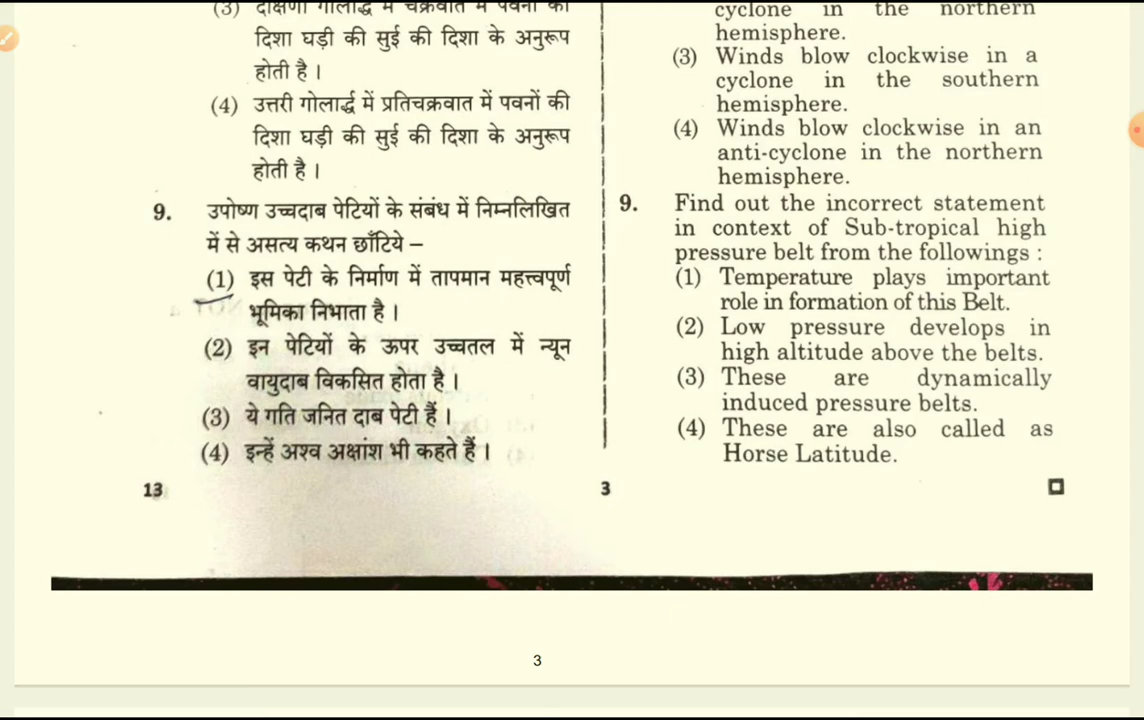 (3) दक्षिणी गोलार्द्ध में चक्रवात में पवनों की
दिशा घड़ी की सुई की दिशा के अनुरूप
होती है।
(4) उत्तरी गोलार्द्ध में प्रतिचक्रवात में पवनों की
दिशा घड़ी की सुई की दिशा के अनुरूप
होती है।
9. उपोष्ण उच्चदाब पेटियों के संबंध में निम्नलिखित
में से असत्य कथन छाँटिये –
(1) इस पेटी के निर्माण में तापमान महत्त्वपूर्ण
भूमिका निभाता है।
(2) इन पेटियों के ऊपर उच्चतल में न्यून
वायुदाब विकसित होता है।
(3) ये गति जनित दाब पेटी हैं।
(4) इन्हें अश्व अक्षांश भी कहते हैं।
13
cyclone in the northern
hemisphere.
(3) Winds blow clockwise in a
cyclone in the southern
hemisphere.
(4) Winds blow clockwise in an
anti-cyclone in the northern
hemisphere.
9. Find out the incorrect statement
in context of Sub-tropical high
pressure belt from the followings :
(1) Temperature plays important
role in formation of this Belt.
(2) Low pressure develops in
high altitude above the belts.
(3) These are dynamically
induced pressure belts.
(4) These are also called as
Horse Latitude.
3
3